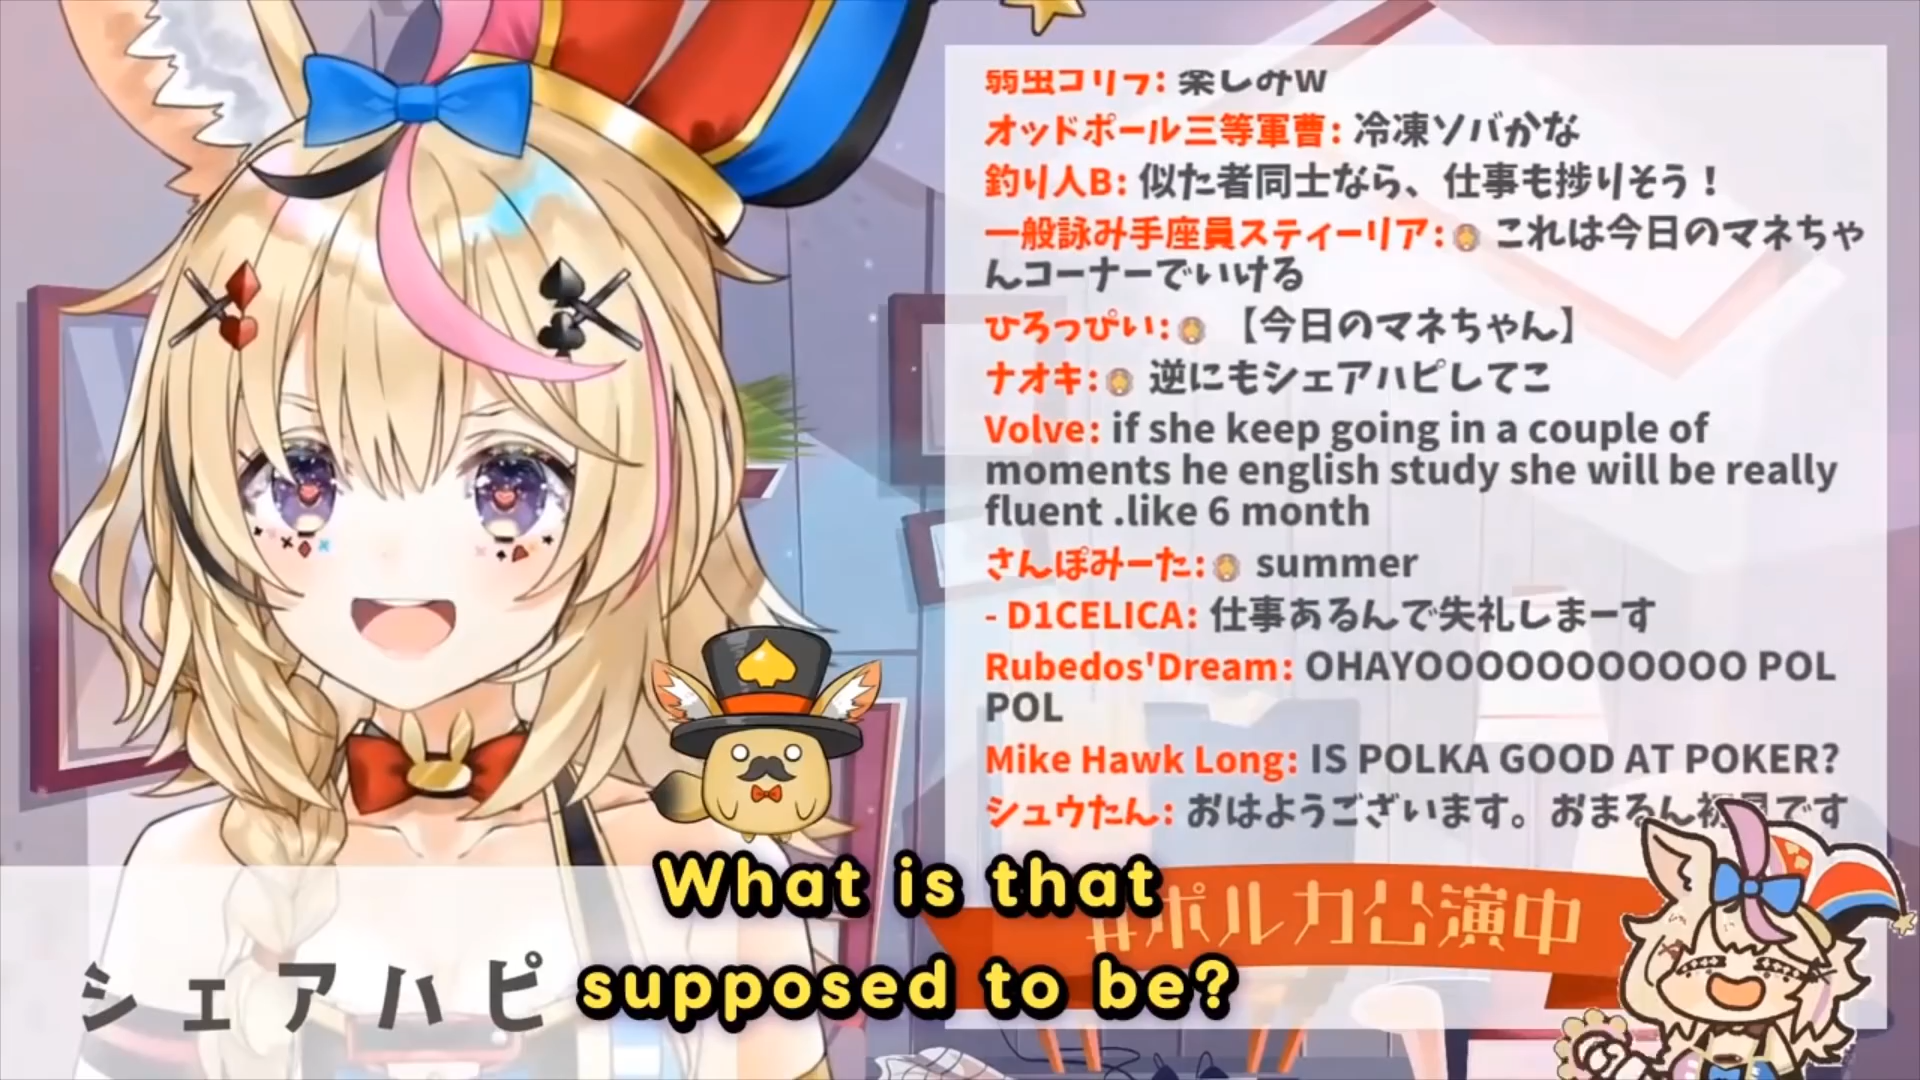 弱虫ゴリラ: 楽しみw
オッドポール三等軍曹: 冷凍ソバかな
釣り人B: 似た者同士なら、仕事も捗りそう！
一般詠み手座員スティーリア: これは今日のマネちゃ
んコーナーでいける
ひろっぴぃ: 【今日のマネちゃん】
ナオキ: 逆にもシェアハピしてこ
Volve: if she keep going in a couple of
moments he english study she will be really
fluent .like 6 month
さんぽみーた: summer
- D1CELICA: 仕事あるんで失礼しまーす
Rubedos'Dream: OHAYOOOOOOOOOOOO POL
POL
Mike Hawk Long: IS POLKA GOOD AT POKER?
シュウたん: おはようございます。おまるん初見です
#ポルカ公演中
シェアハピ
What is that
supposed to be?